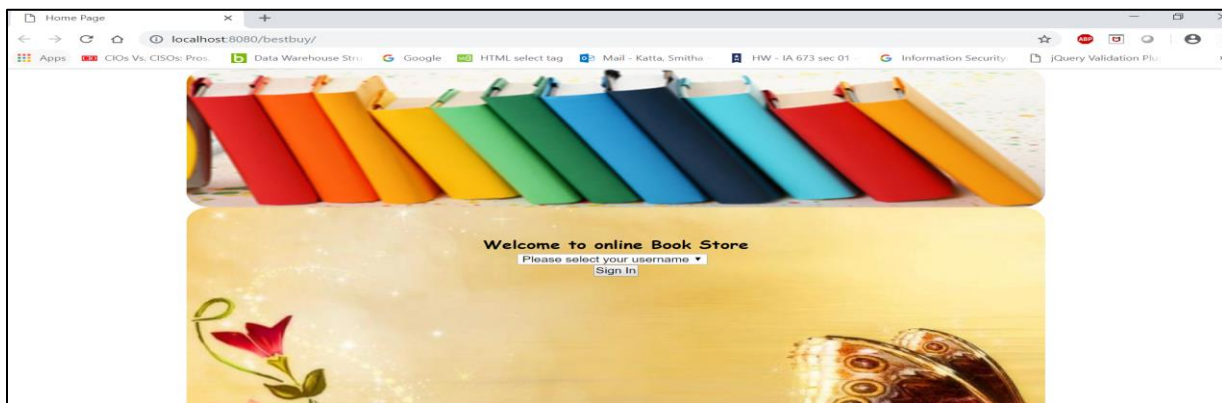 Home Page
localhost:8080/bestbuy/
Apps CIOs Vs. CISOs: Pros. Data Warehouse Stru Google HTML select tag Mail - Katta, Smitha - HW - IA 673 sec 01 - Information Security jQuery Validation Plu
ABP
Welcome to online Book Store
Please select your username
Sign In